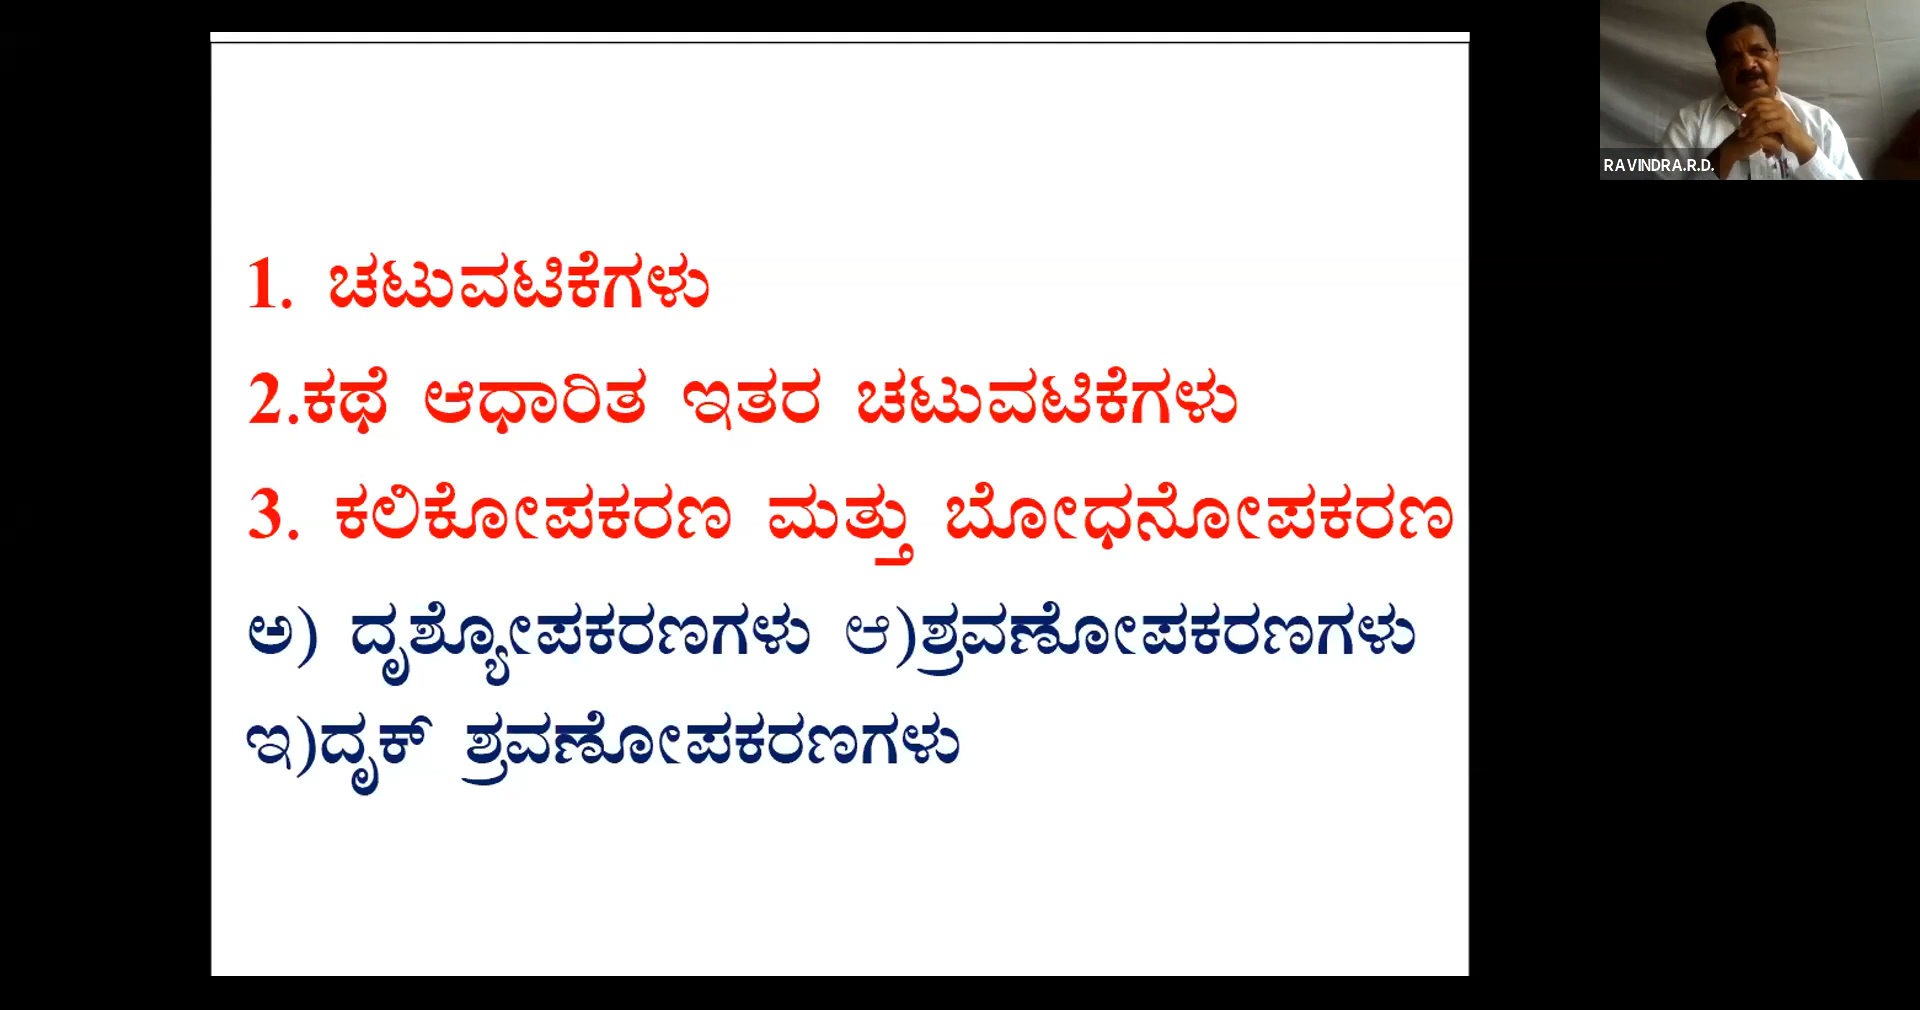 1. ಚಟುವಟಿಕೆಗಳು
2.ಕಥೆ ಆಧಾರಿತ ಇತರ ಚಟುವಟಿಕೆಗಳು
3. ಕಲಿಕೋಪಕರಣ ಮತ್ತು ಬೋಧನೋಪಕರಣ
ಅ) ದೃಶ್ಯೋಪಕರಣಗಳು ಆ)ಶ್ರವಣೋಪಕರಣಗಳು
ಇ)ದೃಕ್ ಶ್ರವಣೋಪಕರಣಗಳು
RAVINDRA.R.D.